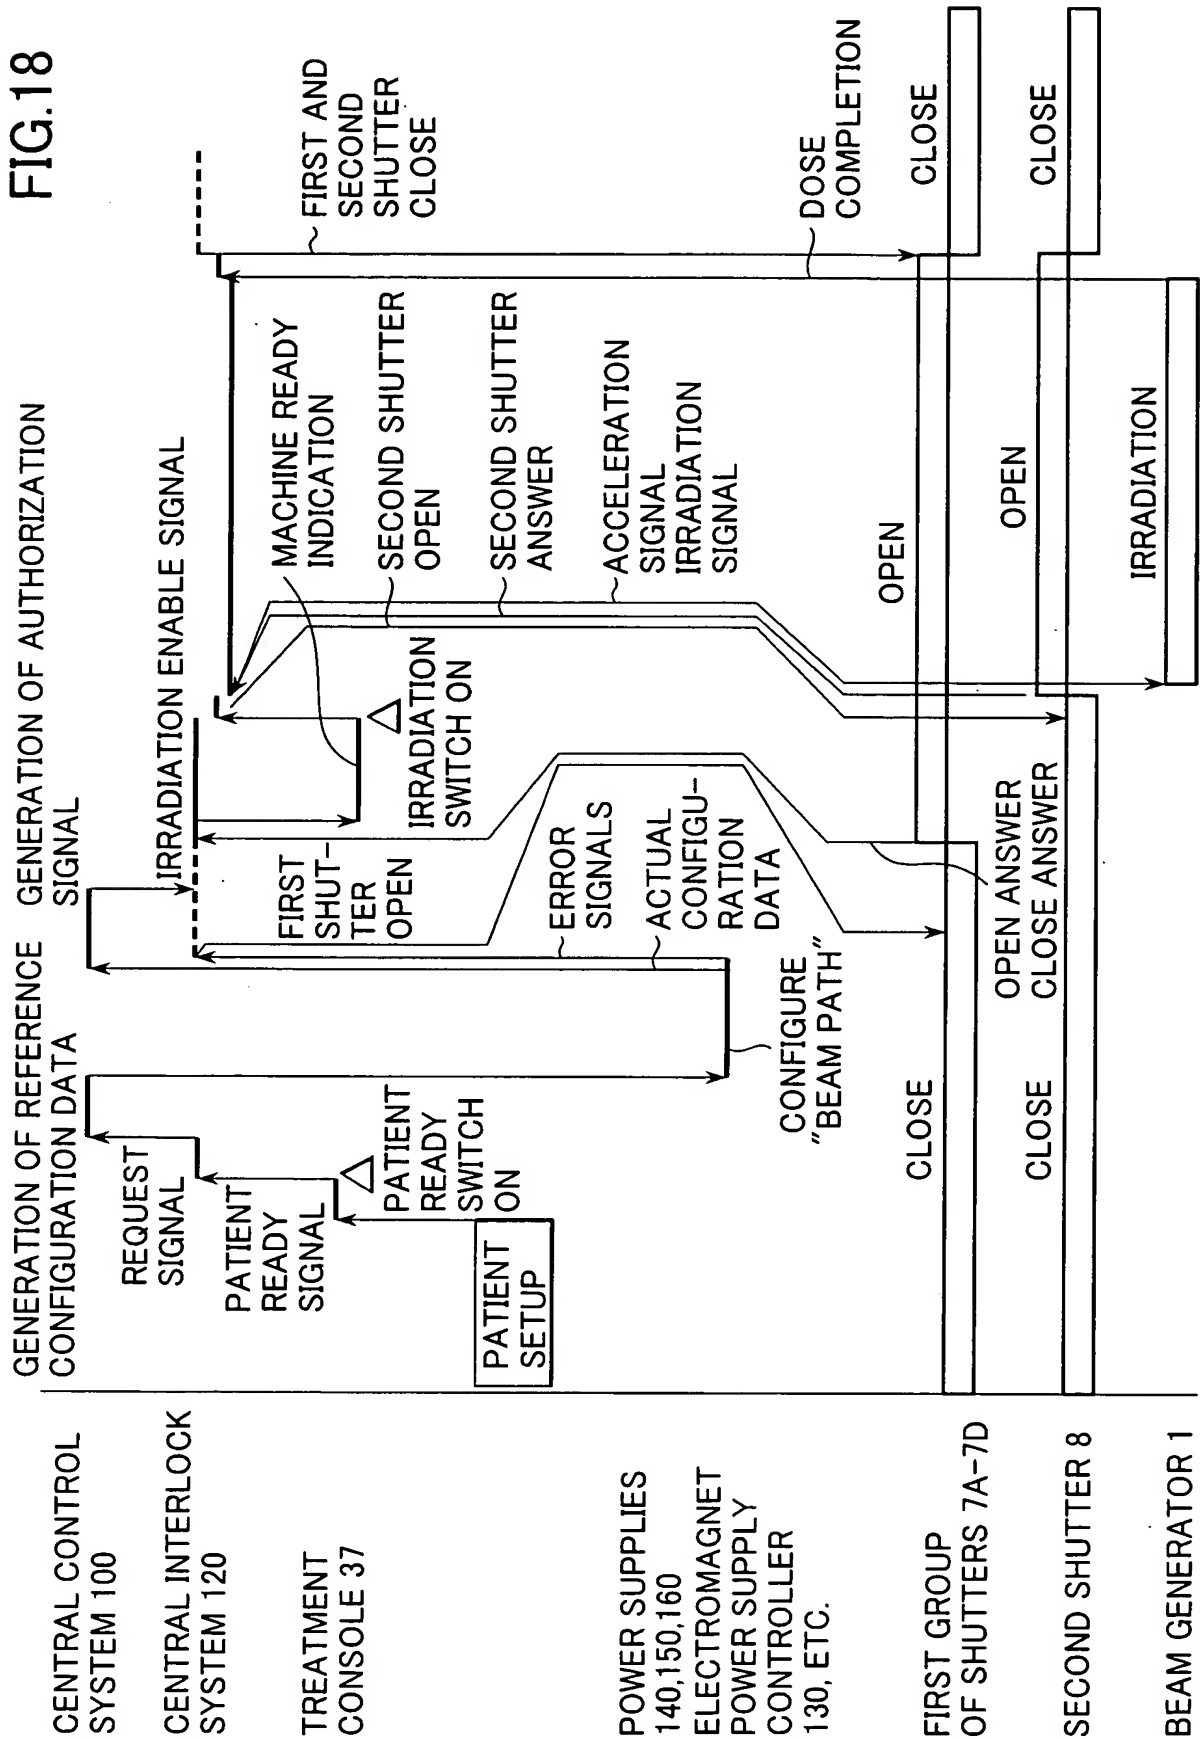 FIG.18
GENERATION OF REFERENCE
CONFIGURATION DATA
GENERATION OF AUTHORIZATION
SIGNAL
CENTRAL CONTROL
SYSTEM 100
REQUEST
SIGNAL
IRRADIATION ENABLE SIGNAL
CENTRAL INTERLOCK
SYSTEM 120
PATIENT
READY
SIGNAL
FIRST
SHUT-
TER
OPEN
MACHINE READY
INDICATION
FIRST AND
SECOND
SHUTTER
CLOSE
TREATMENT
CONSOLE 37
PATIENT
READY
SWITCH
ON
IRRADIATION
SWITCH ON
SECOND SHUTTER
OPEN
PATIENT
SETUP
ERROR
SIGNALS
SECOND SHUTTER
ANSWER
ACTUAL
CONFIGU-
RATION
DATA
ACCELERATION
SIGNAL
IRRADIATION
SIGNAL
POWER SUPPLIES
140,150,160
ELECTROMAGNET
POWER SUPPLY
CONTROLLER
130, ETC.
CONFIGURE
"BEAM PATH"
DOSE
COMPLETION
FIRST GROUP
OF SHUTTERS 7A-7D
CLOSE
OPEN
CLOSE
OPEN ANSWER
CLOSE ANSWER
SECOND SHUTTER 8
CLOSE
OPEN
CLOSE
BEAM GENERATOR 1
IRRADIATION